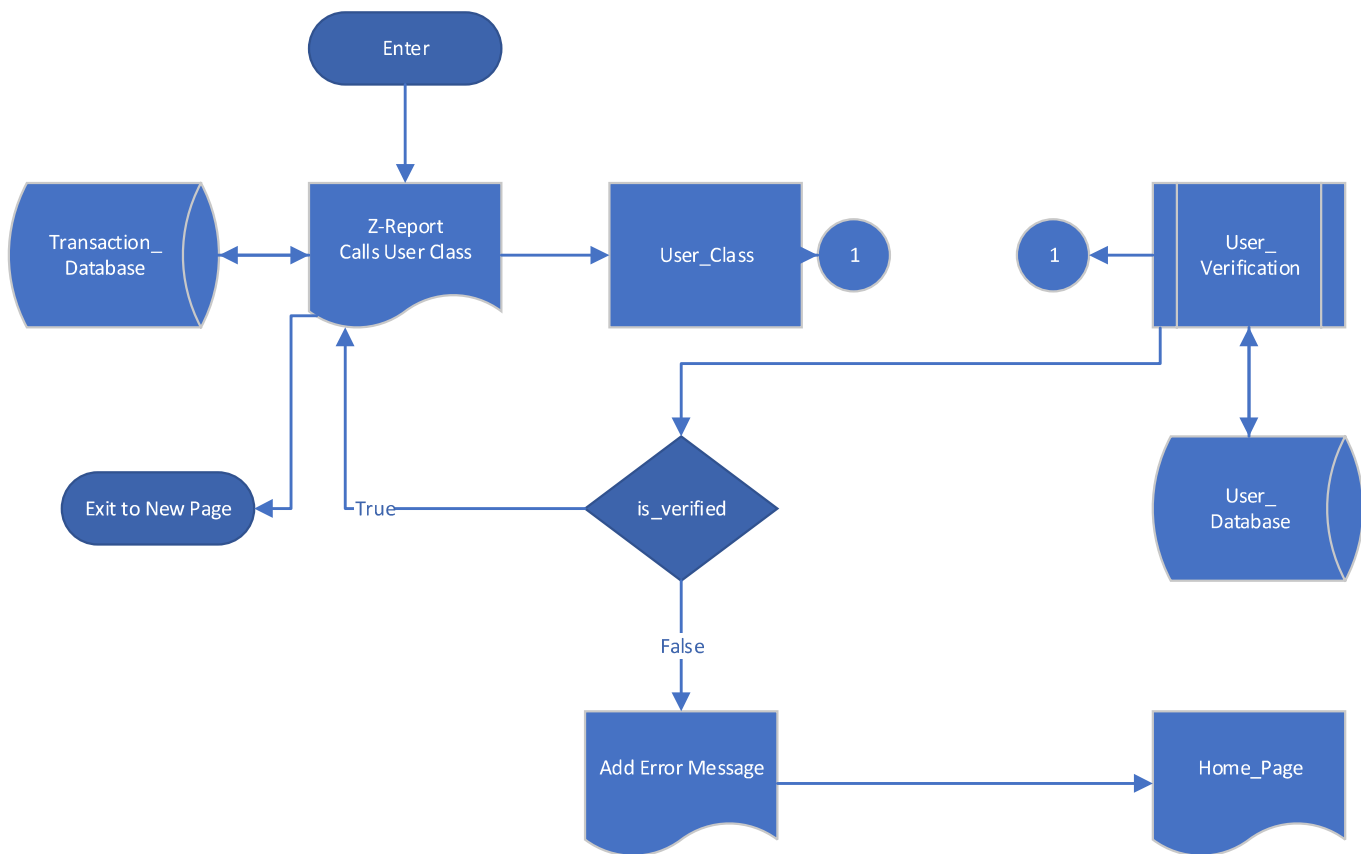 Enter
Transaction_
Database
Z-Report
Calls User Class
User_Class
1
1
User_
Verification
Exit to New Page
True
is_verified
User_
Database
False
Add Error Message
Home_Page